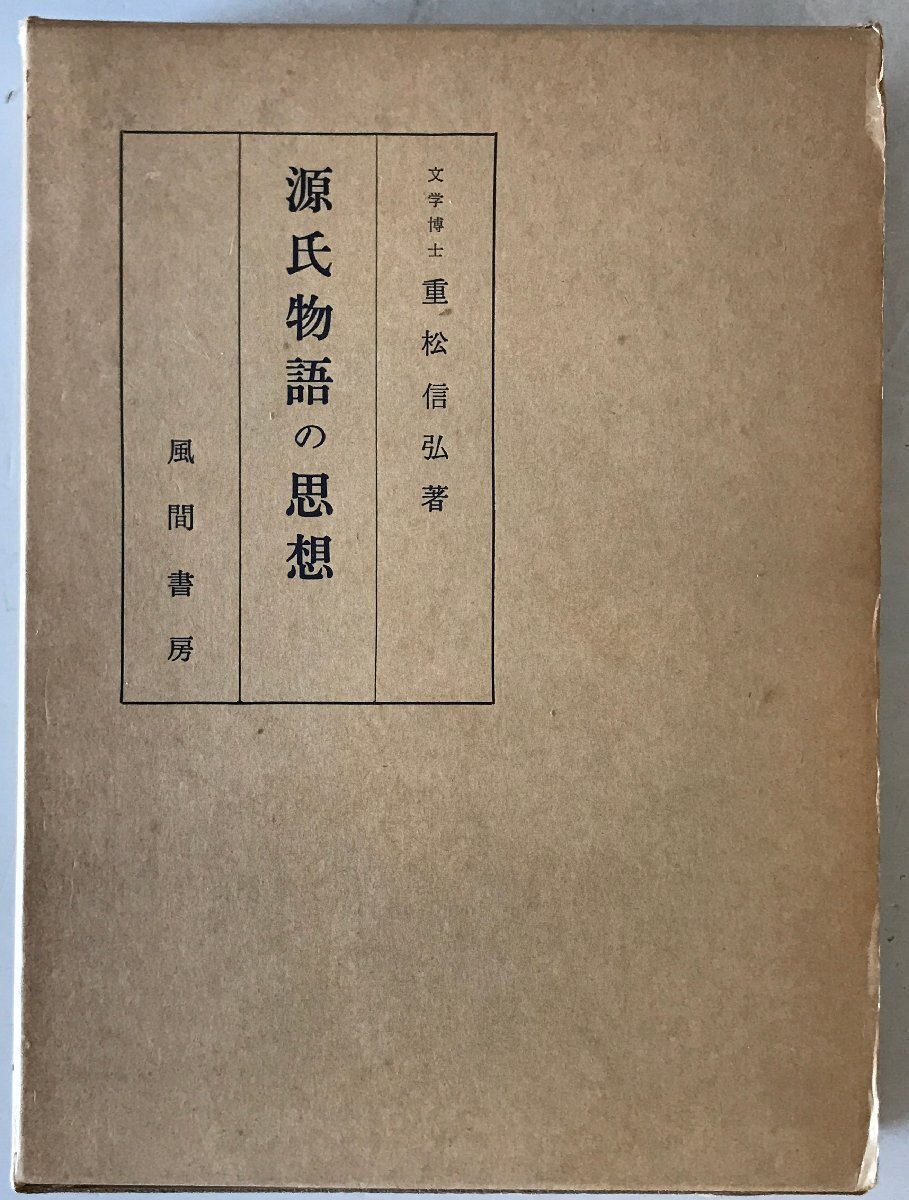 文学博士 重松信弘著
源氏物語の思想
風間書房